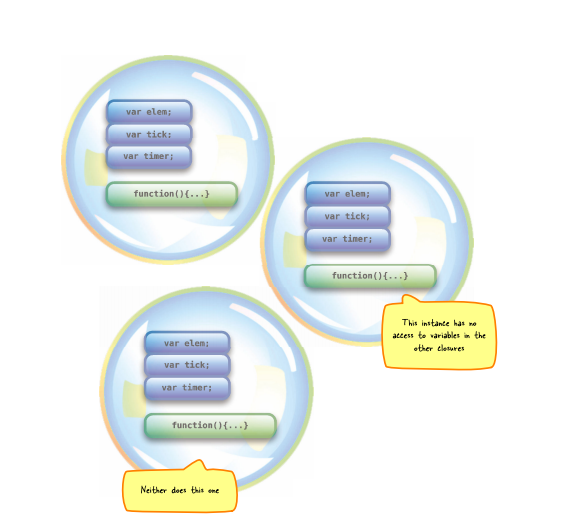 var elem;
var tick;
var timer;
function(){...}
var elem;
var tick;
var timer;
function(){...}
This instance has no
access to variables in the
other closures
var elem;
var tick;
var timer;
function(){...}
Neither does this one